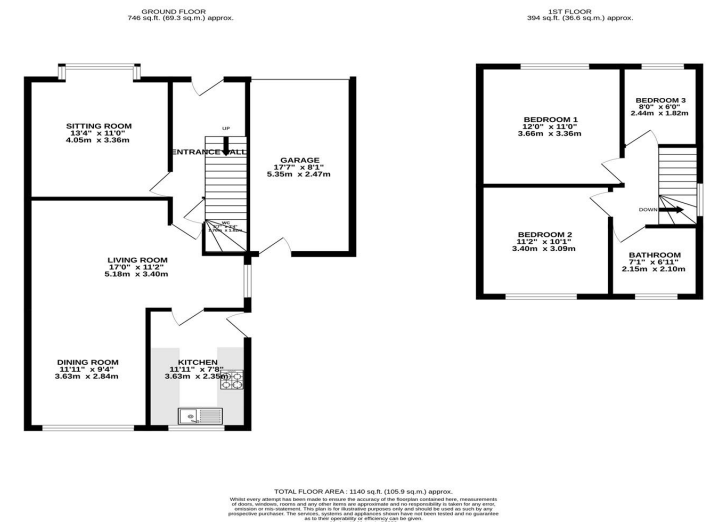 GROUND FLOOR
746 sq.ft. (69.3 sq.m.) approx.
1ST FLOOR
394 sq.ft. (36.6 sq.m.) approx.
SITTING ROOM
13'4" x 11'0"
4.05m x 3.36m
UP
ENTRANCE HALL
GARAGE
17'7" x 8'1"
5.35m x 2.47m
WC
LIVING ROOM
17'0" x 11'2"
5.18m x 3.40m
DINING ROOM
11'11" x 9'4"
3.63m x 2.84m
KITCHEN
11'11" x 7'8"
3.63m x 2.35m
BEDROOM 1
12'0" x 11'0"
3.66m x 3.36m
BEDROOM 3
8'0" x 6'0"
2.44m x 1.82m
DOWN
BEDROOM 2
11'2" x 10'1"
3.40m x 3.09m
BATHROOM
7'1" x 6'11"
2.15m x 2.10m
TOTAL FLOOR AREA : 1140 sq.ft. (105.9 sq.m.) approx.
Whilst every attempt has been made to ensure the accuracy of the floorplan contained here, measurements
of doors, windows, rooms and any other items are approximate and no responsibility is taken for any error,
omission or mis-statement. This plan is for illustrative purposes only and should be used as such by any
prospective purchaser. The services, systems and appliances shown have not been tested and no guarantee
as to their operability or efficiency can be given.